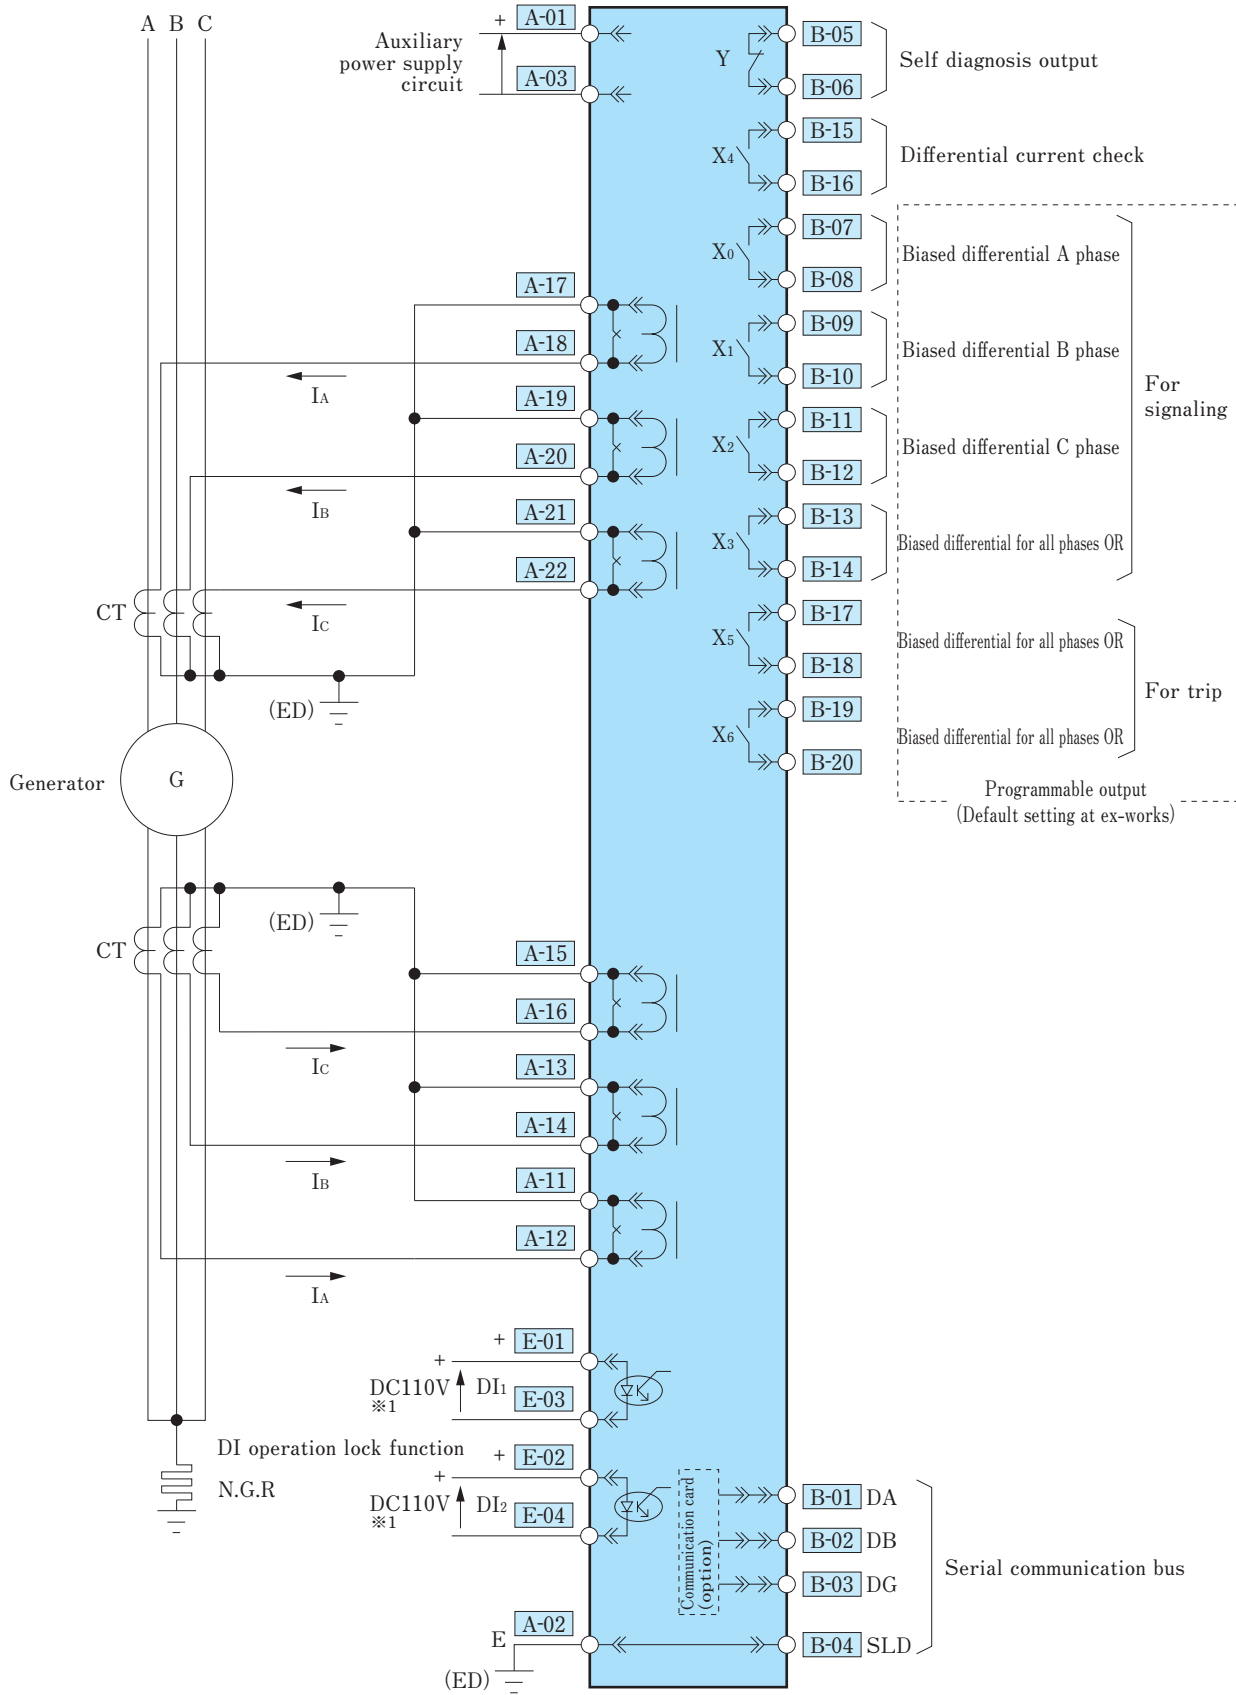 A B C
Auxiliary
power supply
circuit
+ A-01
A-03
A-17
A-18
IA
A-19
A-20
IB
A-21
A-22
IC
CT
(ED)
Generator
G
(ED)
CT
A-15
A-16
IC
A-13
A-14
IB
A-11
A-12
IA
+ E-01
+
DC110V DI1
※1
E-03
DI operation lock function
N.G.R
+ E-02
+
DC110V DI2
※1
E-04
A-02
E
(ED)
Y
B-05
B-06
Self diagnosis output
X4
B-15
B-16
Differential current check
X0
B-07
B-08
Biased differential A phase
X1
B-09
B-10
Biased differential B phase
X2
B-11
B-12
Biased differential C phase
X3
B-13
B-14
Biased differential for all phases OR
For
signaling
X5
B-17
B-18
Biased differential for all phases OR
X6
B-19
B-20
Biased differential for all phases OR
For trip
Programmable output
(Default setting at ex-works)
Communication card
(option)
B-01 DA
B-02 DB
B-03 DG
B-04 SLD
Serial communication bus